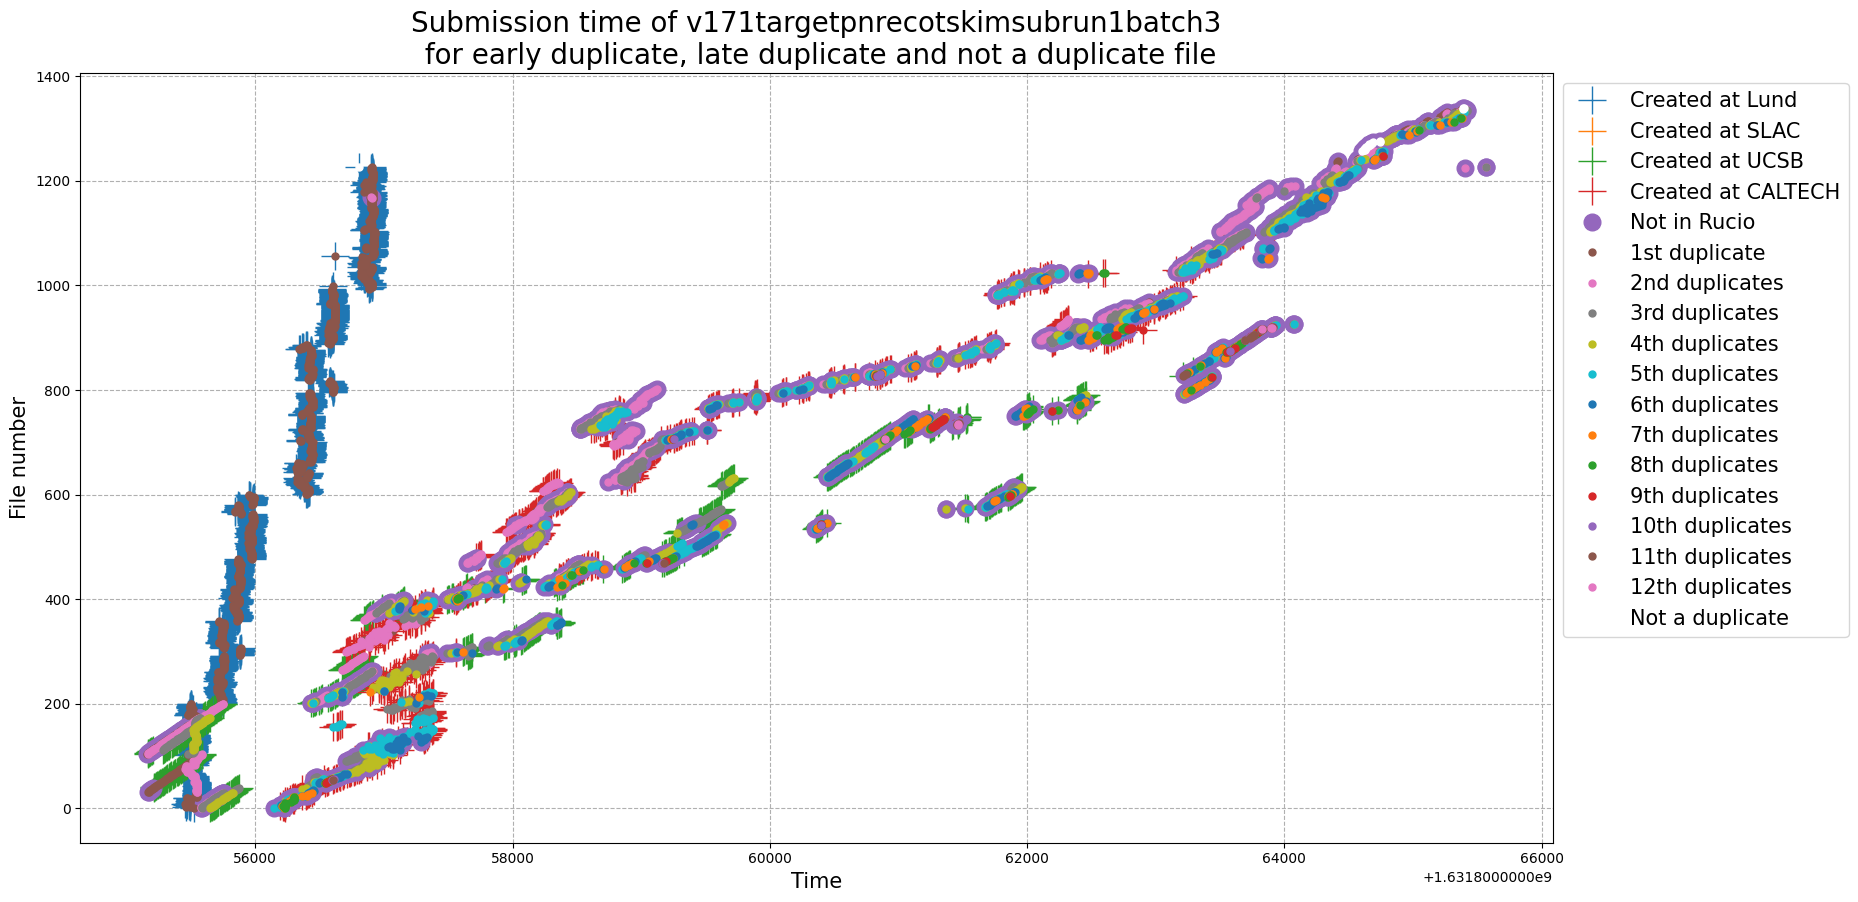 Submission time of v171targetpnrecotskimsubrun1batch3
for early duplicate, late duplicate and not a duplicate file
1400
1200
1000
800
600
400
200
0
File number
56000
58000
60000
62000
64000
66000
+1.6318000000e9
Time
Created at Lund
Created at SLAC
Created at UCSB
Created at CALTECH
Not in Rucio
1st duplicate
2nd duplicates
3rd duplicates
4th duplicates
5th duplicates
6th duplicates
7th duplicates
8th duplicates
9th duplicates
10th duplicates
11th duplicates
12th duplicates
Not a duplicate